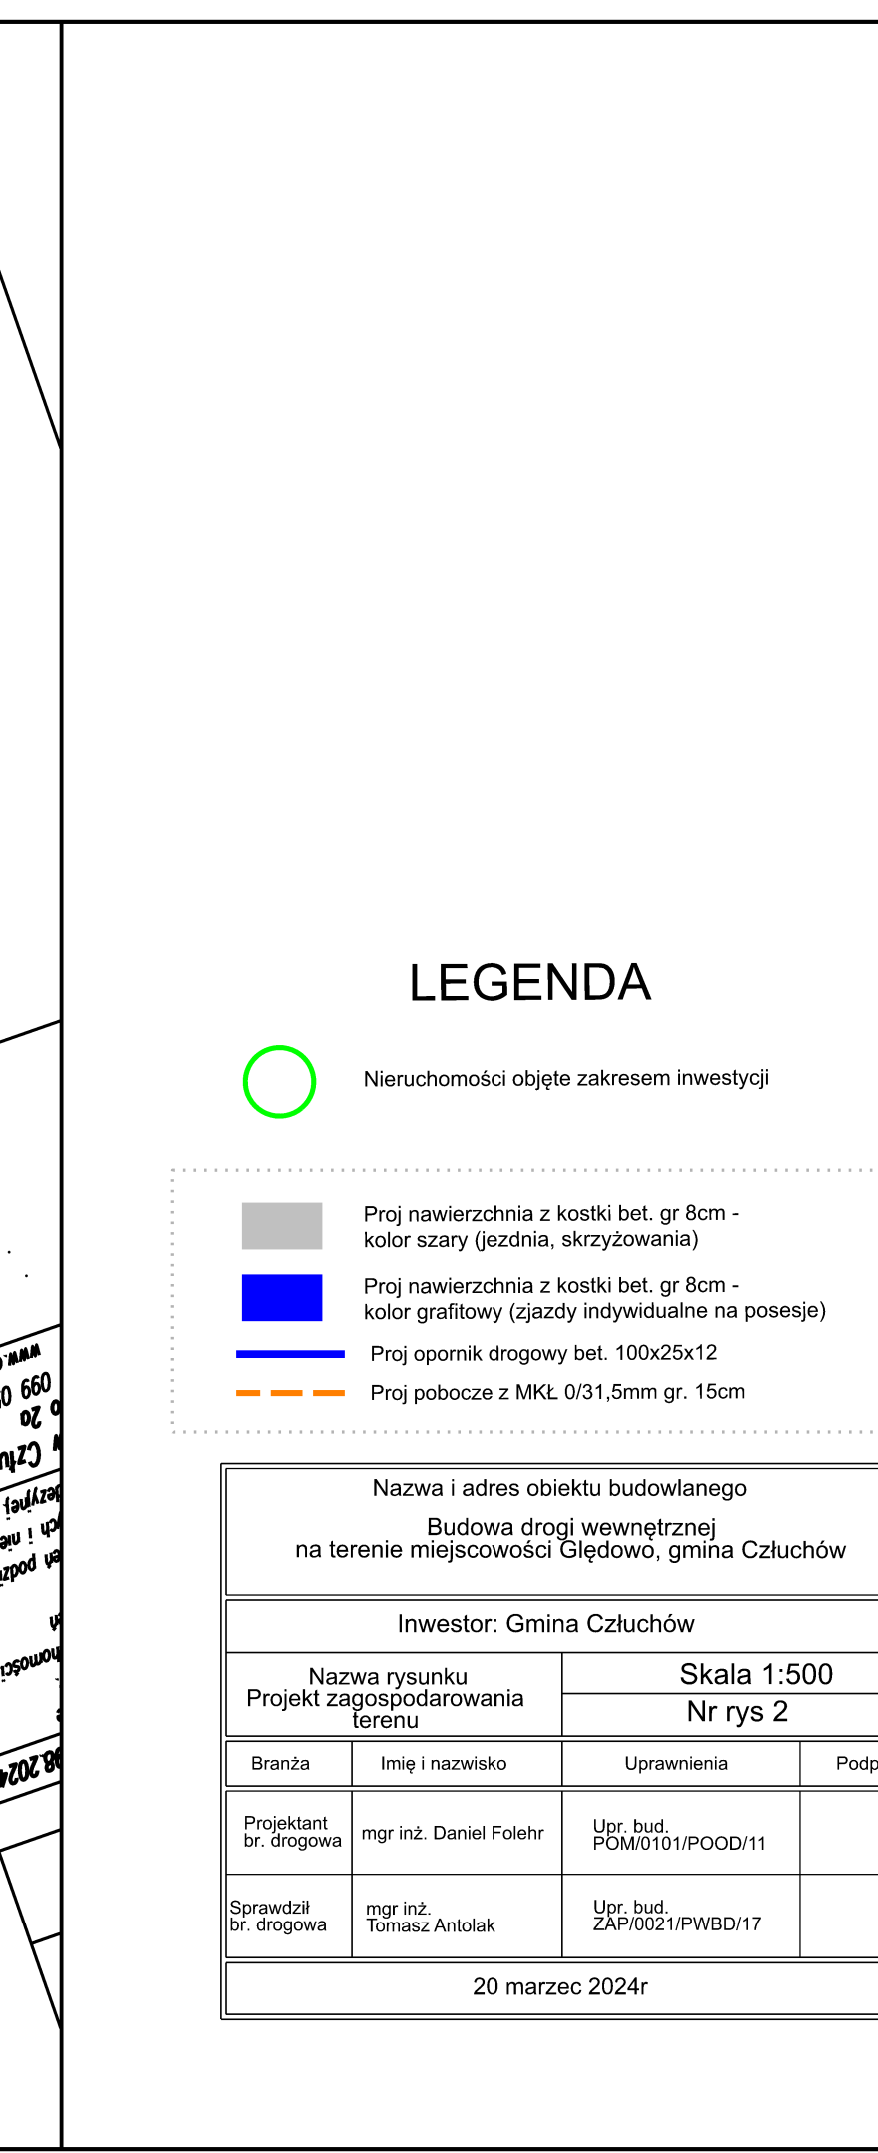 LEGENDA
Nieruchomości objęte zakresem inwestycji
Proj nawierzchnia z kostki bet. gr 8cm -
kolor szary (jezdnia, skrzyżowania)
Proj nawierzchnia z kostki bet. gr 8cm -
kolor grafitowy (zjazdy indywidualne na posesje)
Proj opornik drogowy bet. 100x25x12
Proj pobocze z MKŁ 0/31,5mm gr. 15cm
Nazwa i adres obiektu budowlanego
Budowa drogi wewnętrznej
na terenie miejscowości Ględowo, gmina Człuchów
Inwestor: Gmina Człuchów
Nazwa rysunku
Projekt zagospodarowania
terenu
Skala 1:500
Nr rys 2
Branża Imię i nazwisko Uprawnienia Podp
Projektant
br. drogowa
mgr inż. Daniel Folehr
Upr. bud.
POM/0101/POOD/11
Sprawdził
br. drogowa
mgr inż.
Tomasz Antolak
Upr. bud.
ZAP/0021/PWBD/17
20 marzec 2024r